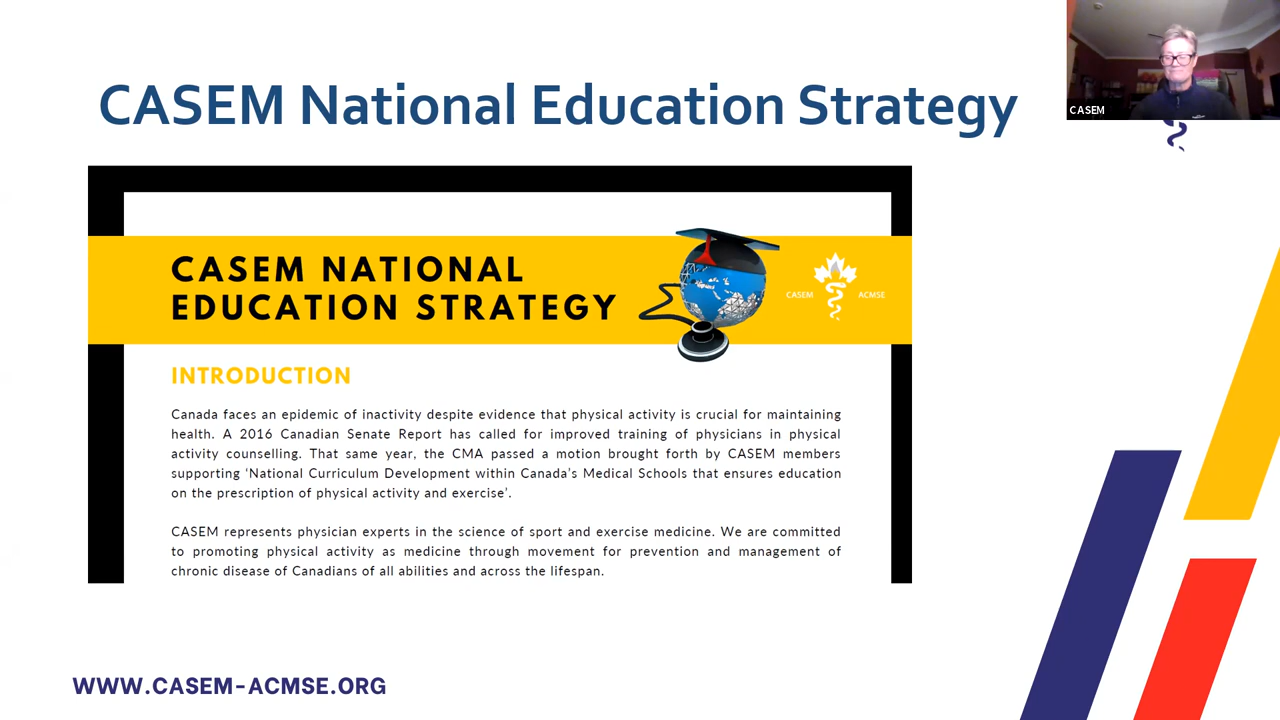 CASEM National Education Strategy
CASEM
CASEM NATIONAL
EDUCATION STRATEGY
CASEM ACMSE
INTRODUCTION
Canada faces an epidemic of inactivity despite evidence that physical activity is crucial for maintaining
health. A 2016 Canadian Senate Report has called for improved training of physicians in physical
activity counselling. That same year, the CMA passed a motion brought forth by CASEM members
supporting ‘National Curriculum Development within Canada’s Medical Schools that ensures education
on the prescription of physical activity and exercise’.
CASEM represents physician experts in the science of sport and exercise medicine. We are committed
to promoting physical activity as medicine through movement for prevention and management of
chronic disease of Canadians of all abilities and across the lifespan.
WWW.CASEM-ACMSE.ORG